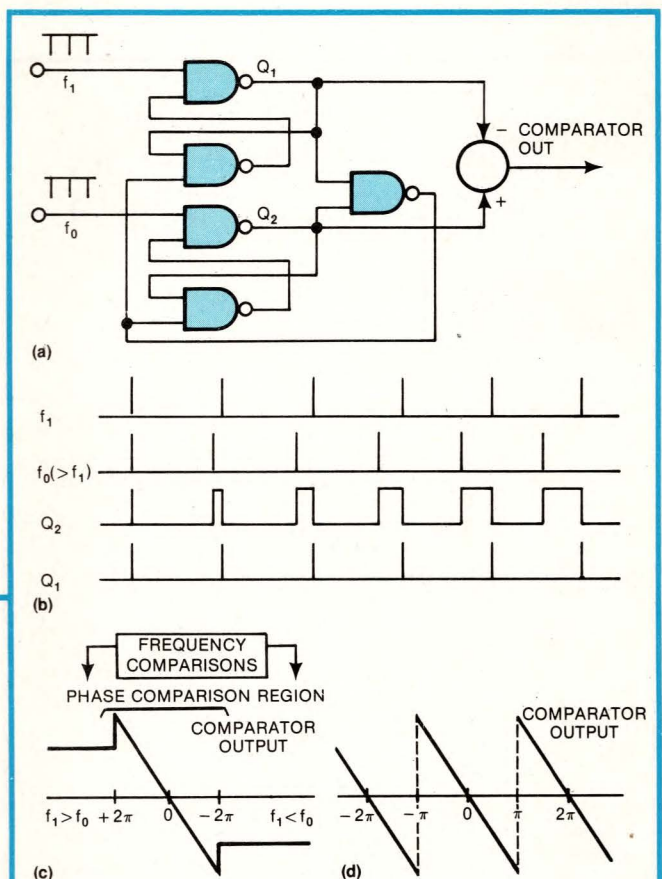 f₁
Q₁
− COMPARATOR
OUT
f₀
Q₂
+
(a)
f₁
f₀(>f₁)
Q₂
Q₁
(b)
FREQUENCY
COMPARISONS
PHASE COMPARISON REGION
COMPARATOR
OUTPUT
f₁>f₀ +2π 0 −2π f₁<f₀
(c)
COMPARATOR
OUTPUT
−2π −π 0 π 2π
(d)